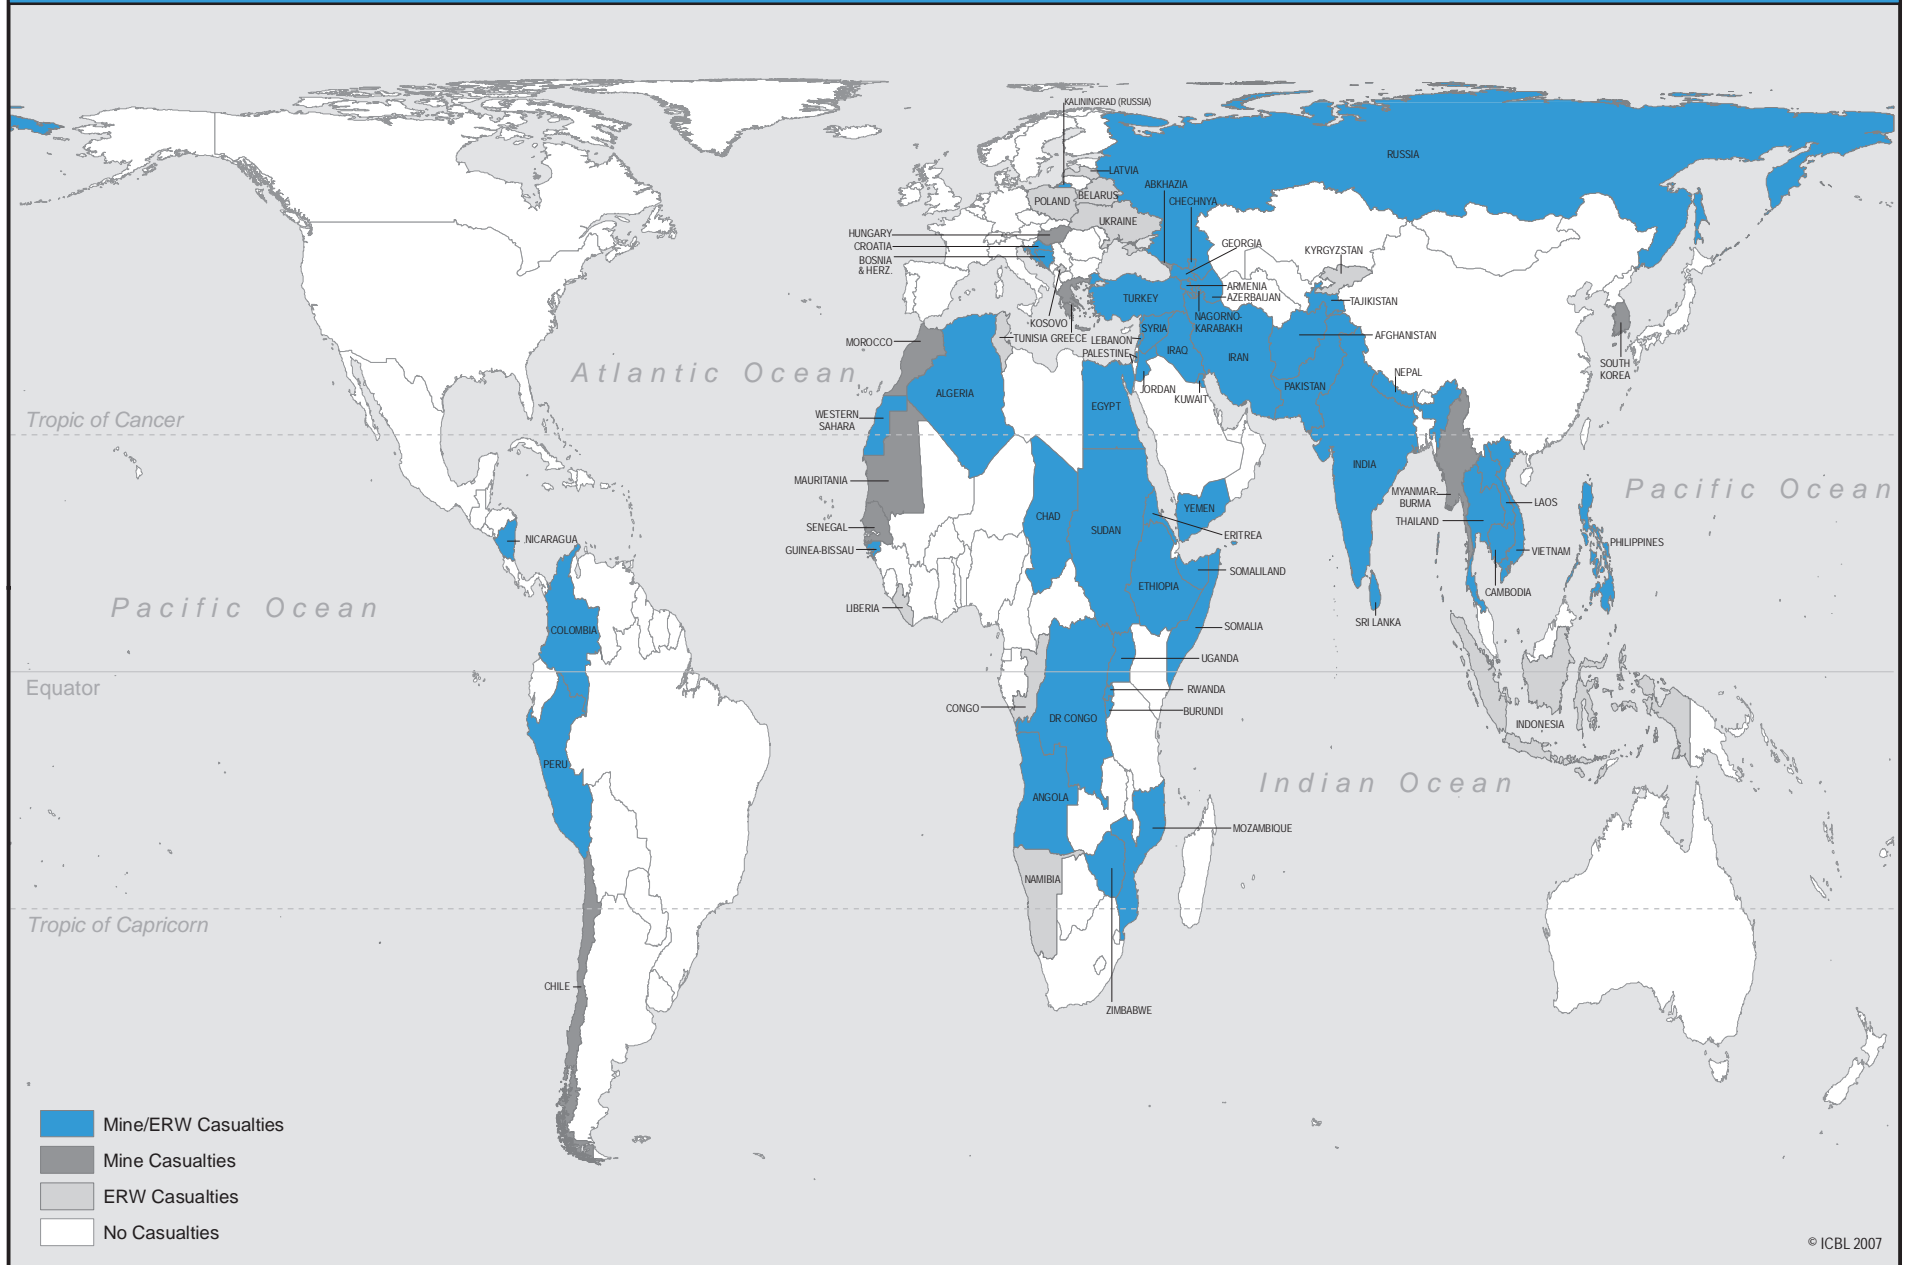 KALININGRAD (RUSSIA)
RUSSIA
LATVIA
ABKHAZIA
BELARUS
POLAND
CHECHNYA
UKRAINE
HUNGARY
CROATIA
BOSNIA
& HERZ.
GEORGIA
KYRGYZSTAN
ARMENIA
AZERBAIJAN
TURKEY
TAJIKISTAN
NAGORNO-
KARABAKH
KOSOVO
SYRIA
TUNISIA
GREECE
LEBANON
AFGHANISTAN
MOROCCO
PALESTINE
IRAQ
IRAN
SOUTH
KOREA
Atlantic Ocean
NEPAL
JORDAN
PAKISTAN
ALGERIA
KUWAIT
EGYPT
WESTERN
SAHARA
Tropic of Cancer
INDIA
MAURITANIA
Pacific Ocean
MYANMAR-
BURMA
LAOS
YEMEN
CHAD
THAILAND
SENEGAL
SUDAN
ERITREA
NICARAGUA
PHILIPPINES
GUINEA-BISSAU
VIETNAM
SOMALILAND
ETHIOPIA
CAMBODIA
Pacific Ocean
LIBERIA
SRI LANKA
SOMALIA
COLOMBIA
UGANDA
Equator
RWANDA
CONGO
BURUNDI
DR CONGO
INDONESIA
PERU
Indian Ocean
ANGOLA
MOZAMBIQUE
NAMIBIA
Tropic of Capricorn
CHILE
ZIMBABWE
Mine/ERW Casualties
Mine Casualties
ERW Casualties
No Casualties
© ICBL 2007